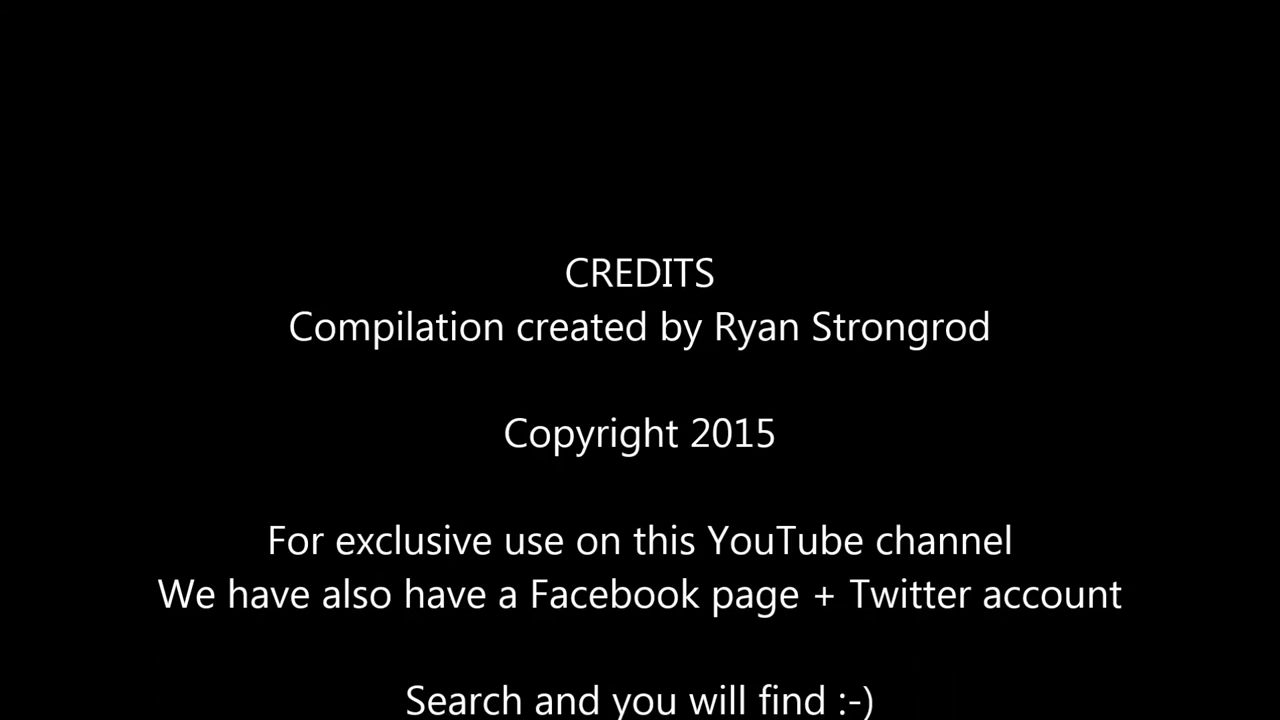 CREDITS
Compilation created by Ryan Strongrod
Copyright 2015
For exclusive use on this YouTube channel
We have also have a Facebook page + Twitter account
Search and you will find :-)